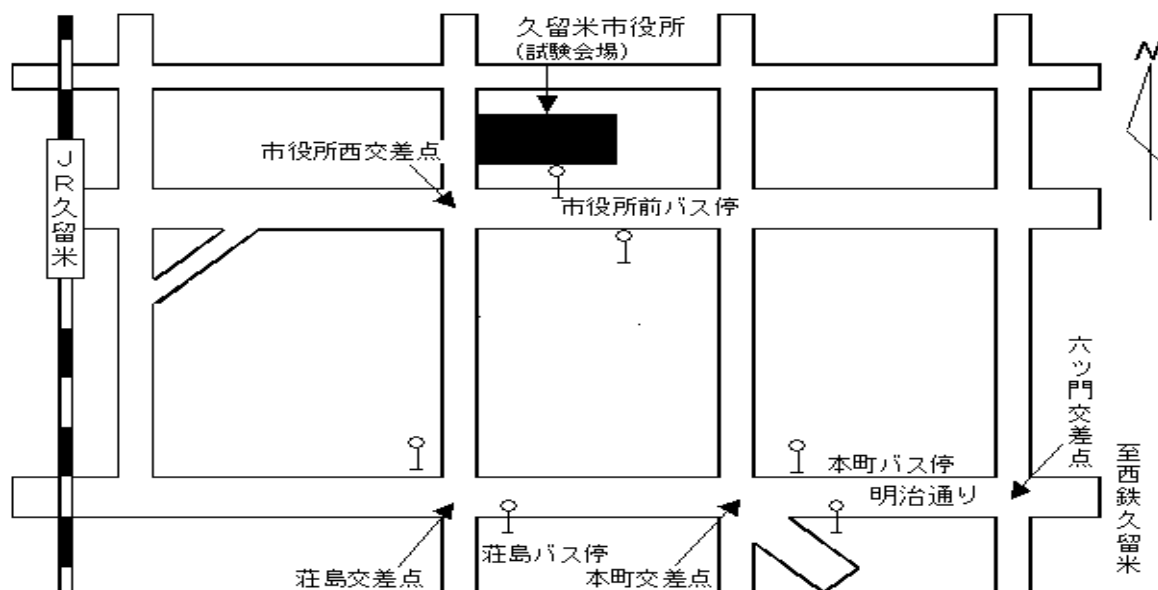 久留米市役所
(試験会場)
N
市役所西交差点
JR久留米
市役所前バス停
六ツ門交差点
至西鉄久留米
本町バス停
明治通り
荘島バス停
荘島交差点
本町交差点